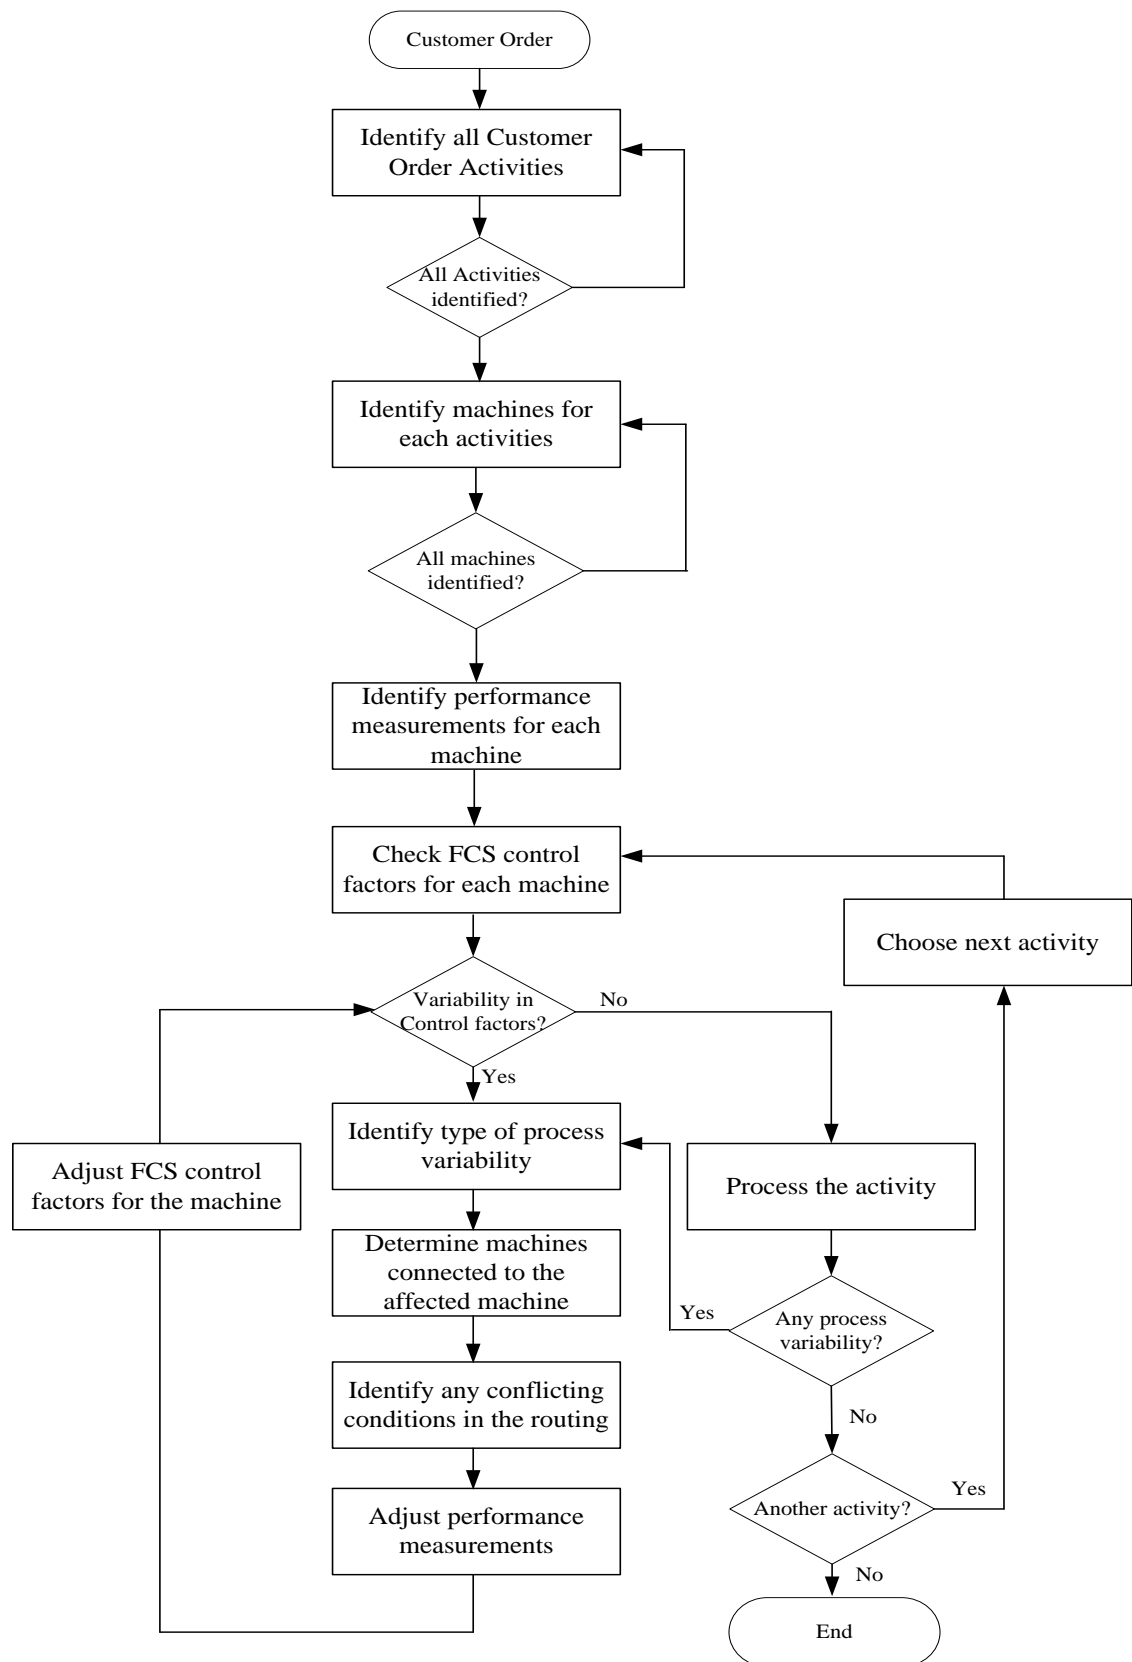 Customer Order
Identify all Customer
Order Activities
All Activities
identified?
Identify machines for
each activities
All machines
identified?
Identify performance
measurements for each
machine
Check FCS control
factors for each machine
Choose next activity
Variability in
Control factors?
No
Yes
Identify type of process
variability
Adjust FCS control
factors for the machine
Process the activity
Determine machines
connected to the
affected machine
Any process
variability?
Yes
No
Identify any conflicting
conditions in the routing
Another activity?
Yes
No
Adjust performance
measurements
End